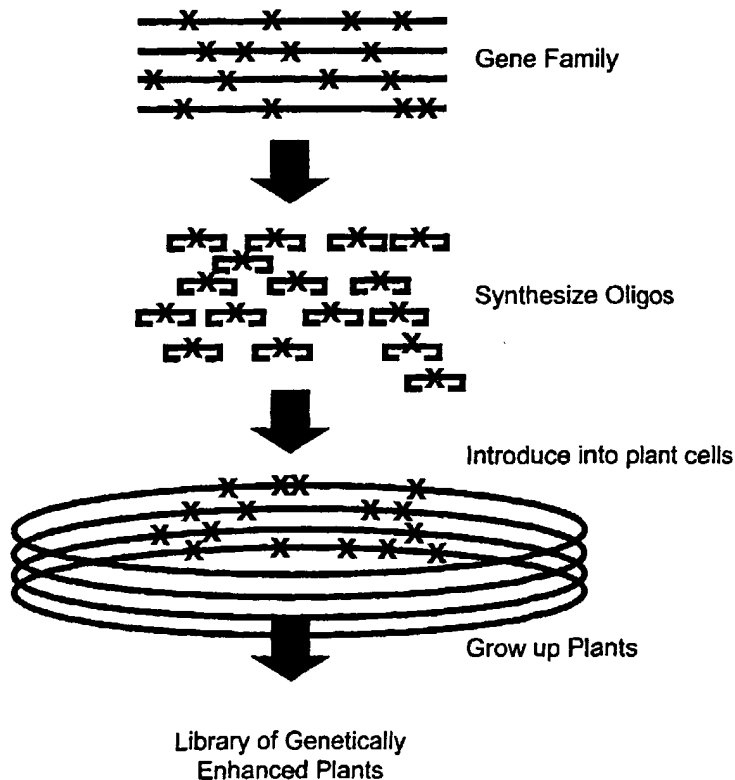 Gene Family
Synthesize Oligos
Introduce into plant cells
Grow up Plants
Library of Genetically
Enhanced Plants